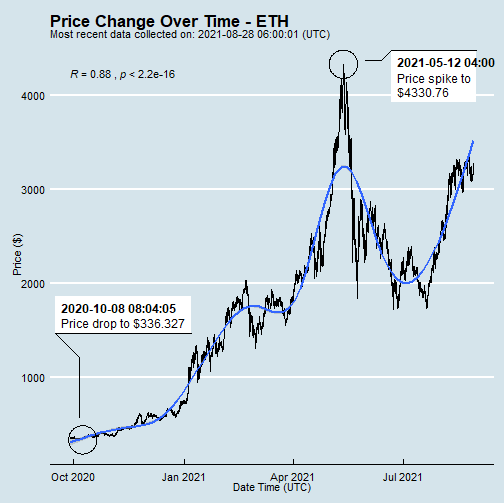 Price Change Over Time - ETH
Most recent data collected on: 2021-08-28 06:00:01 (UTC)
R = 0.88 , p < 2.2e-16
2021-05-12 04:00
Price spike to
$4330.76
4000
3000
2000
1000
Price ($)
2020-10-08 08:04:05
Price drop to $336.327
Oct 2020
Jan 2021
Apr 2021
Jul 2021
Date Time (UTC)